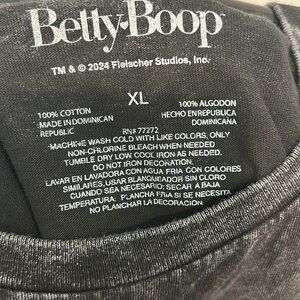 Betty Boop
TM & © 2024 Fleischer Studios, Inc.
XL
100% COTTON
MADE IN DOMINICAN
REPUBLIC
100% ALGODON
HECHO EN REPUBLICA
DOMINICANA
RN# 77272
MACHINE WASH COLD WITH LIKE COLORS, ONLY
NON-CHLORINE BLEACH WHEN NEEDED
TUMBLE DRY LOW COOL IRON AS NEEDED.
DO NOT IRON DECORATION.
LAVAR EN LAVADORA CON AGUA FRIA CON COLORES
SIMILARES, USAR BLANQUEADOR SIN CLORO
CUANDO SEA NECESARIO; SECAR A BAJA
TEMPERATURA. PLANCHA FRIA SI SE NECESITA
NO PLANCHAR LA DECORACIÓN.